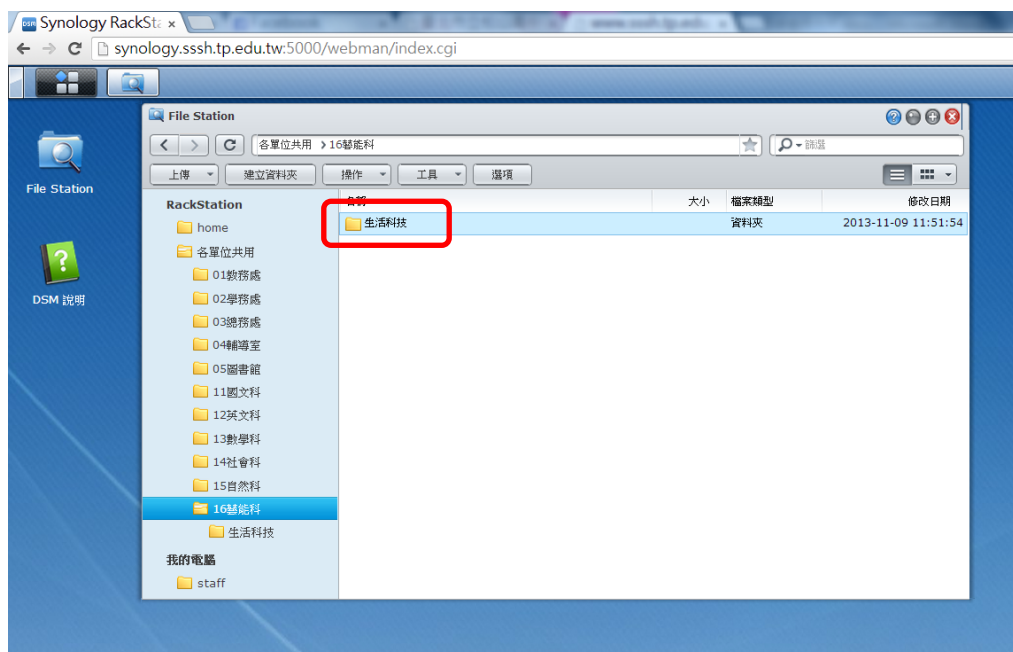 Synology RackSta
synology.sssh.tp.edu.tw:5000/webman/index.cgi
File Station
各單位共用 16藝能科
篩選
上傳 建立資料夾 操作 工具 選項
File Station
DSM 說明
RackStation
home
各單位共用
01教務處
02學務處
03總務處
04輔導室
05圖書館
11國文科
12英文科
13數學科
14社會科
15自然科
16藝能科
生活科技
我的電腦
staff
名稱 大小 檔案類型 修改日期
生活科技 資料夾 2013-11-09 11:51:54